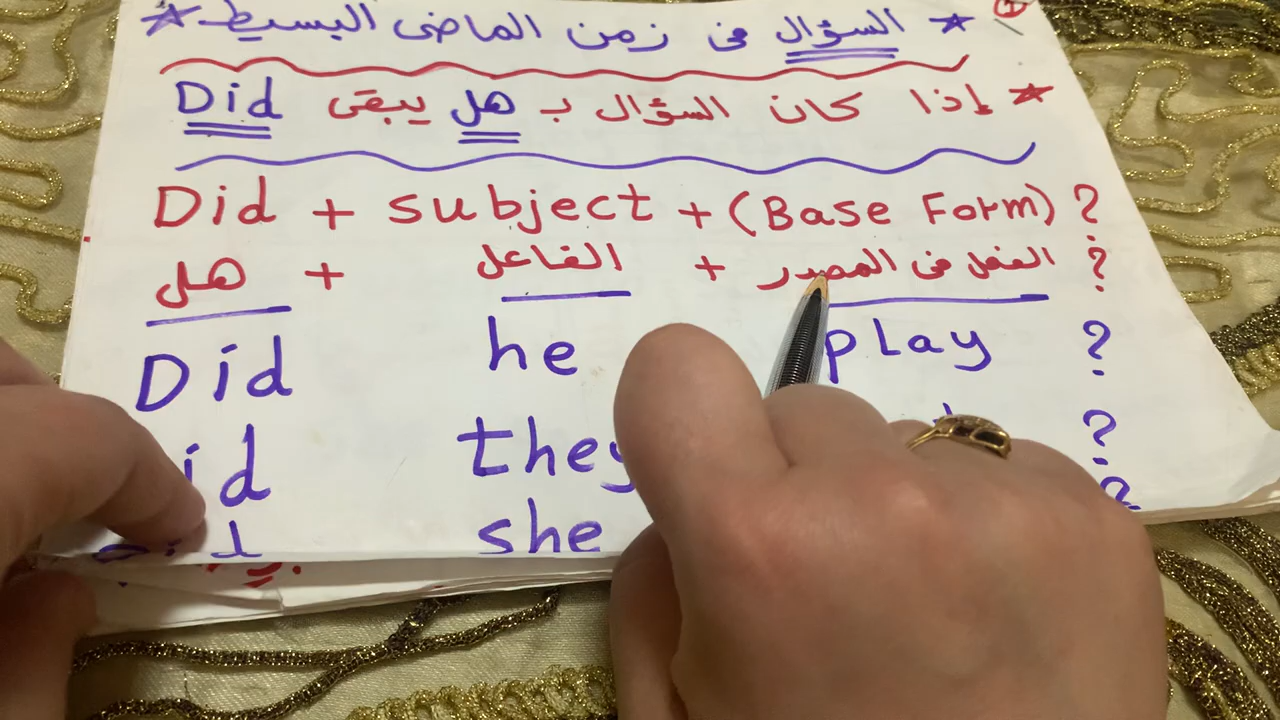 * السؤال فى زمن الماضى البسيط *
* إذا كان السؤال بـ هل يبقى Did
Did + subject + (Base Form) ?
هل + الفاعل + الفعل فى المصدر ?
Did he play ?
they ?
she ?